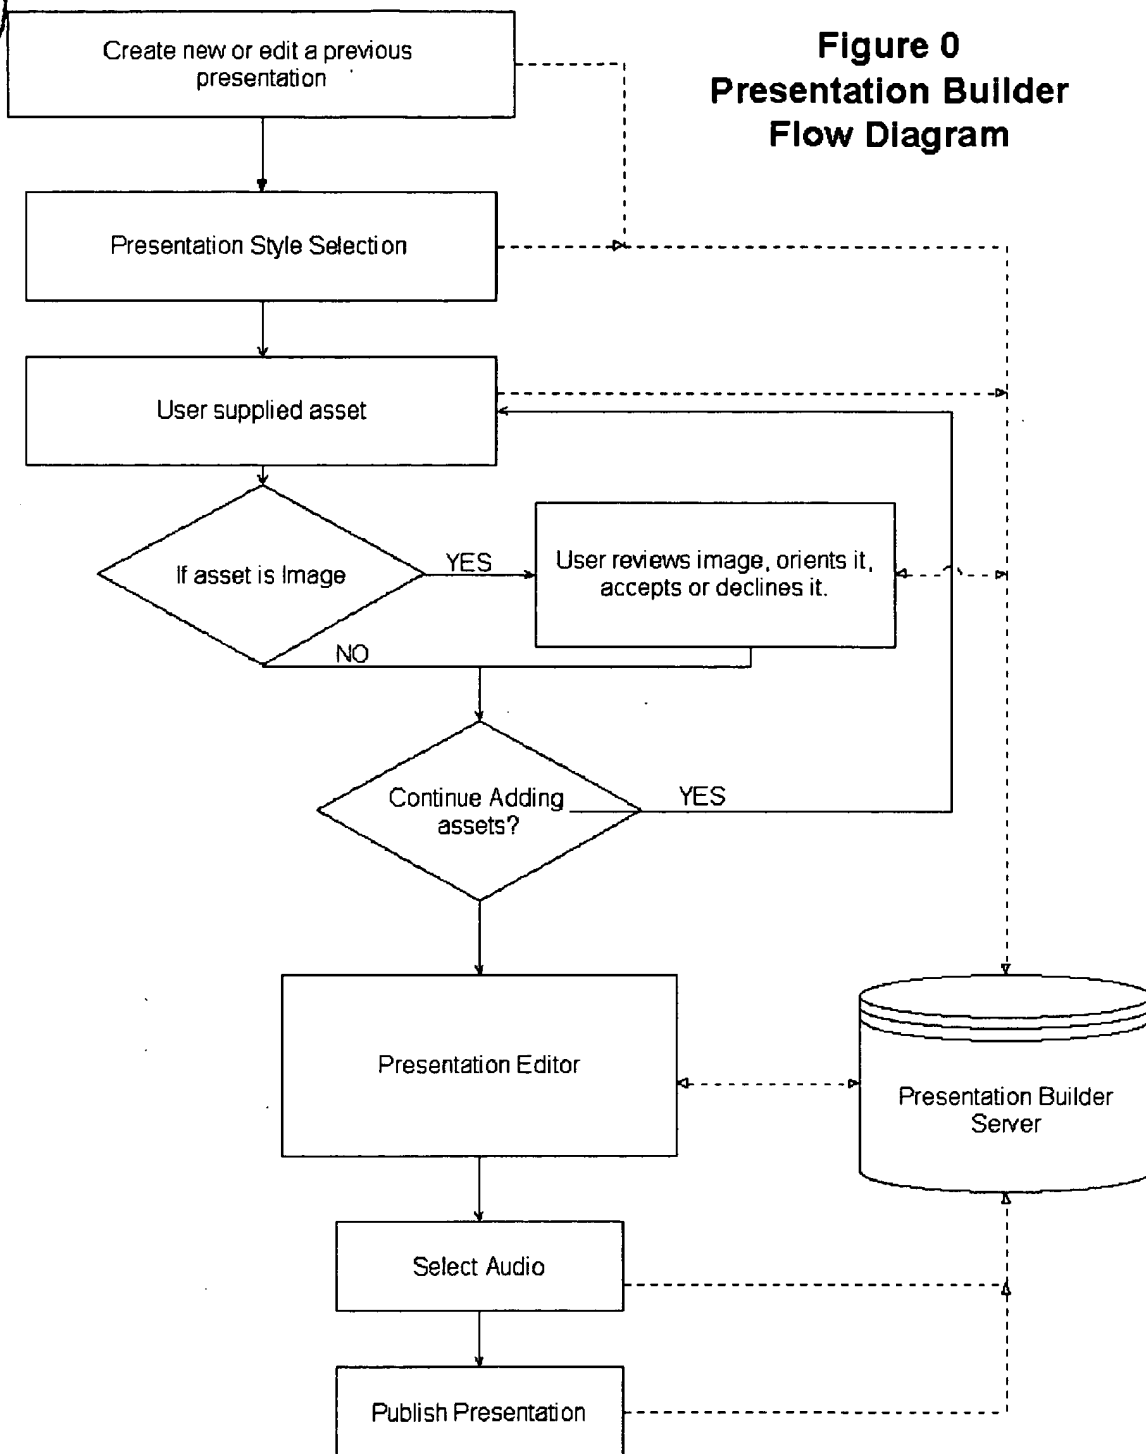 Figure 0
Presentation Builder
Flow Diagram
Create new or edit a previous
presentation
Presentation Style Selection
User supplied asset
If asset is Image
YES
User reviews image, orients it,
accepts or declines it.
NO
Continue Adding
assets?
YES
Presentation Editor
Presentation Builder
Server
Select Audio
Publish Presentation